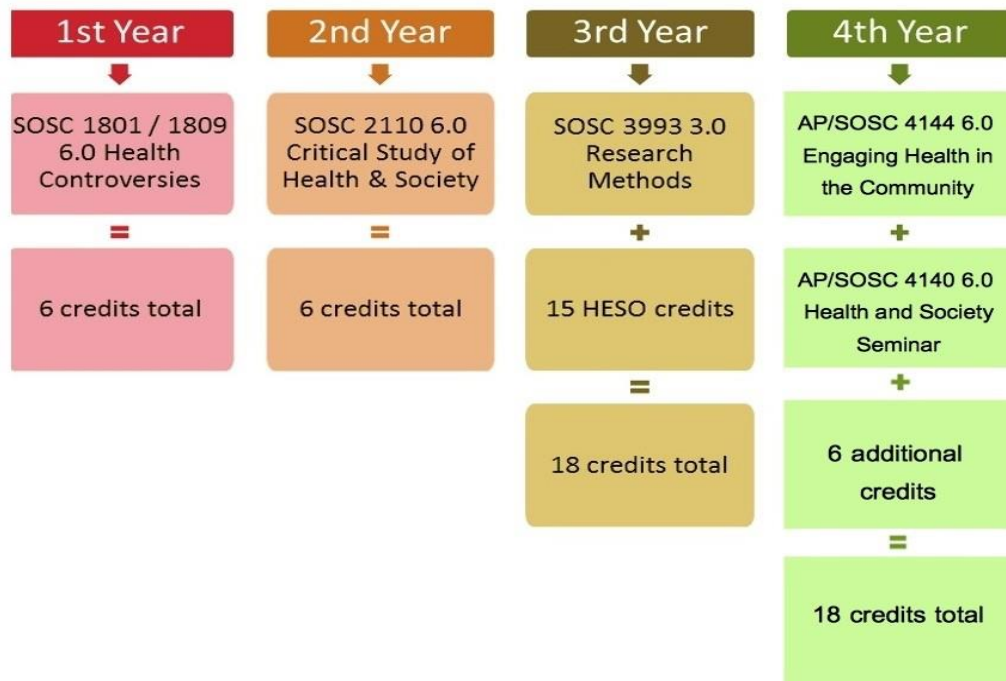 1st Year
SOSC 1801 / 1809
6.0 Health
Controversies
=
6 credits total
2nd Year
SOSC 2110 6.0
Critical Study of
Health & Society
=
6 credits total
3rd Year
SOSC 3993 3.0
Research
Methods
+
15 HESO credits
=
18 credits total
4th Year
AP/SOSC 4144 6.0
Engaging Health in
the Community
+
AP/SOSC 4140 6.0
Health and Society
Seminar
+
6 additional
credits
=
18 credits total